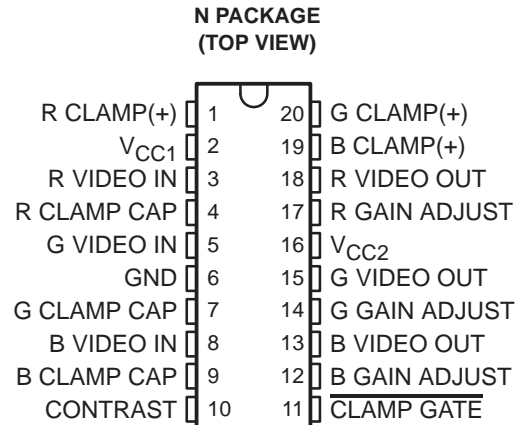 N PACKAGE
(TOP VIEW)
R CLAMP(+) 1 20 G CLAMP(+)
VCC1 2 19 B CLAMP(+)
R VIDEO IN 3 18 R VIDEO OUT
R CLAMP CAP 4 17 R GAIN ADJUST
G VIDEO IN 5 16 VCC2
GND 6 15 G VIDEO OUT
G CLAMP CAP 7 14 G GAIN ADJUST
B VIDEO IN 8 13 B VIDEO OUT
B CLAMP CAP 9 12 B GAIN ADJUST
CONTRAST 10 11 CLAMP GATE